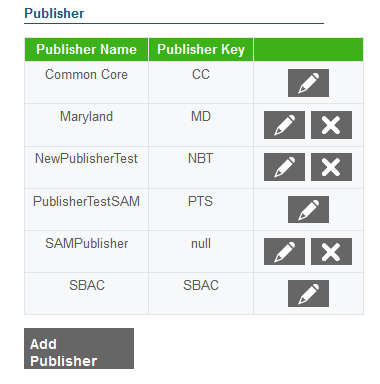 Publisher
Publisher Name Publisher Key
Common Core CC
Maryland MD
NewPublisherTest NBT
PublisherTestSAM PTS
SAMPublisher null
SBAC SBAC
Add
Publisher